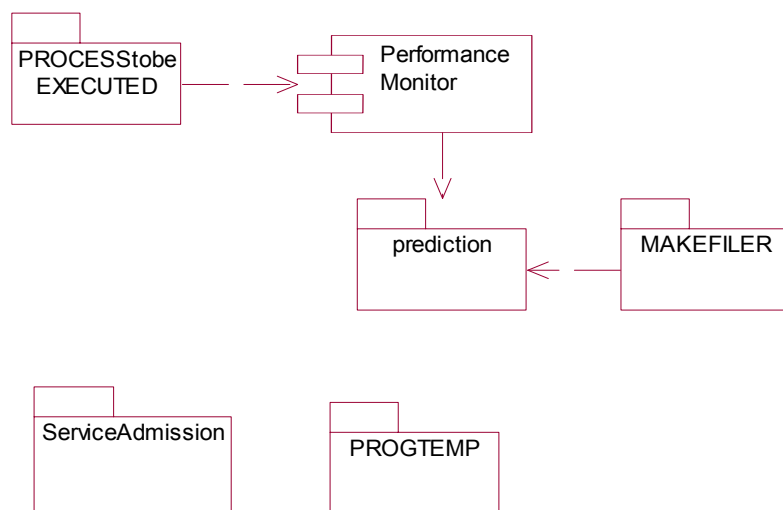 PROCESStobe
EXECUTED
Performance
Monitor
prediction
MAKEFILER
ServiceAdmission
PROGTEMP